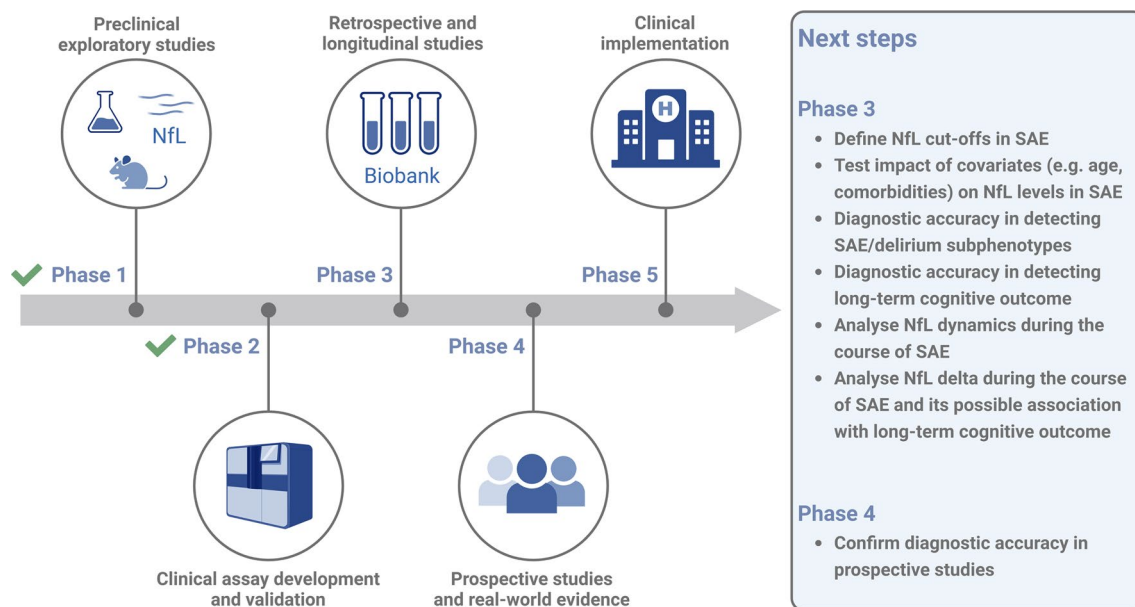 Preclinical
exploratory studies
NfL
Retrospective and
longitudinal studies
Biobank
Clinical
implementation
H
Phase 1
Phase 3
Phase 5
Phase 2
Phase 4
Clinical assay development
and validation
Prospective studies
and real-world evidence
Next steps
Phase 3
• Define NfL cut-offs in SAE
• Test impact of covariates (e.g. age,
comorbidities) on NfL levels in SAE
• Diagnostic accuracy in detecting
SAE/delirium subphenotypes
• Diagnostic accuracy in detecting
long-term cognitive outcome
• Analyse NfL dynamics during the
course of SAE
• Analyse NfL delta during the course
of SAE and its possible association
with long-term cognitive outcome
Phase 4
• Confirm diagnostic accuracy in
prospective studies